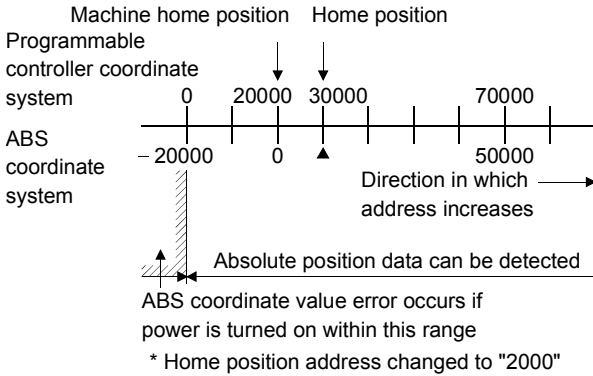 Machine home position Home position
Programmable
controller coordinate
system 0 20000 30000 70000
ABS
coordinate
system
– 20000 0 50000
Direction in which
address increases
Absolute position data can be detected
ABS coordinate value error occurs if
power is turned on within this range
* Home position address changed to "2000"